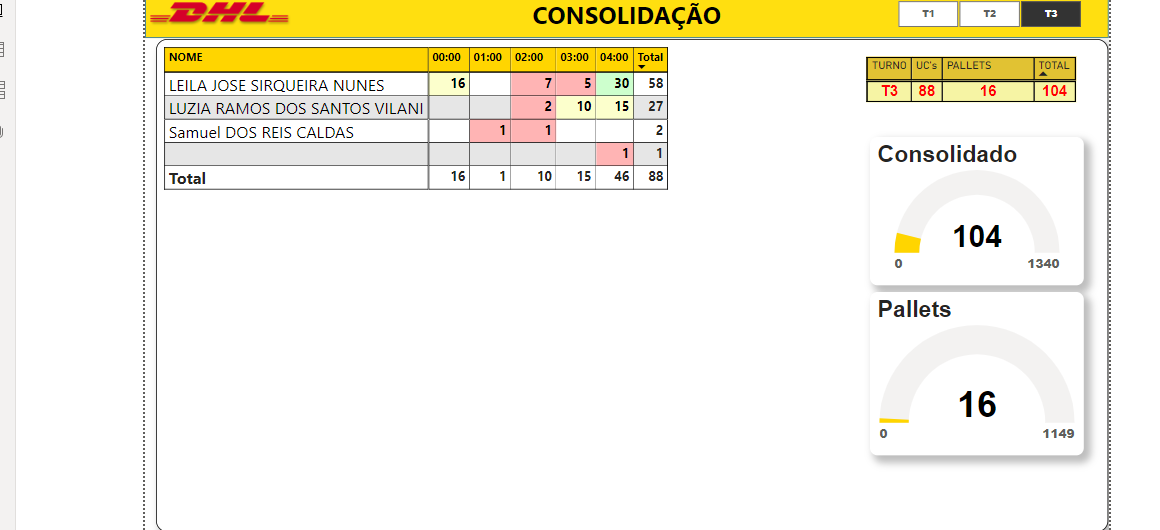 DHL
CONSOLIDAÇÃO
T1 T2 T3
NOME 00:00 01:00 02:00 03:00 04:00 Total
LEILA JOSE SIRQUEIRA NUNES 16 7 5 30 58
LUZIA RAMOS DOS SANTOS VILANI 2 10 15 27
Samuel DOS REIS CALDAS 1 1 2
1 1
Total 16 1 10 15 46 88
TURNO UC's PALLETS TOTAL
T3 88 16 104
Consolidado
104
0 1340
Pallets
16
0 1149